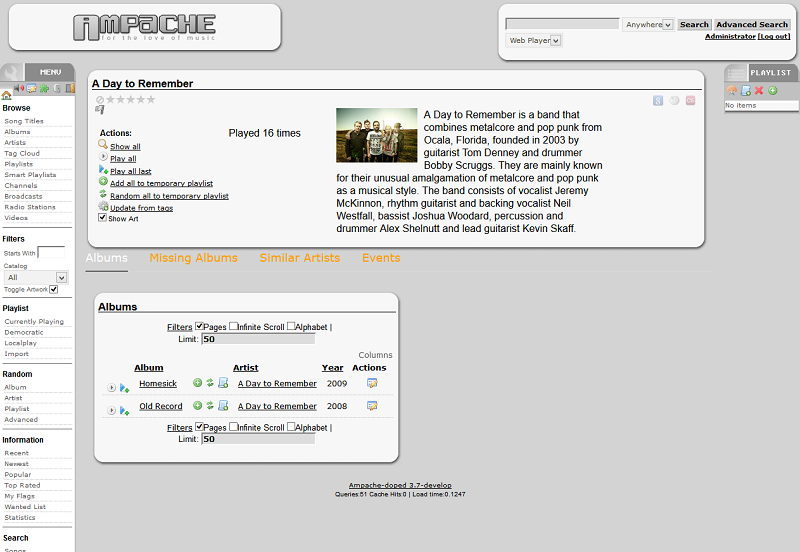 AMPACHE
for the love of music
Anywhere
Search
Advanced Search
Web Player
Administrator [Log out]
MENU
Browse
Song Titles
Albums
Artists
Tag Cloud
Playlists
Smart Playlists
Channels
Broadcasts
Radio Stations
Videos
Filters
Starts With
Catalog
All
Toggle Artwork
Playlist
Currently Playing
Democratic
Localplay
Import
Random
Album
Artist
Playlist
Advanced
Information
Recent
Newest
Popular
Top Rated
My Flags
Wanted List
Statistics
Search
Songs
A Day to Remember
Actions:
Show all
Play all
Play all last
Add all to temporary playlist
Random all to temporary playlist
Update from tags
Show Art
Played 16 times
A Day to Remember is a band that
combines metalcore and pop punk from
Ocala, Florida, founded in 2003 by
guitarist Tom Denney and drummer
Bobby Scruggs. They are mainly known
for their unusual amalgamation of metalcore and pop punk
as a musical style. The band consists of vocalist Jeremy
McKinnon, rhythm guitarist and backing vocalist Neil
Westfall, bassist Joshua Woodard, percussion and
drummer Alex Shelnutt and lead guitarist Kevin Skaff.
Albums Missing Albums Similar Artists Events
Albums
Filters Pages Infinite Scroll Alphabet |
Limit: 50
Columns
Album Artist Year Actions
Homesick A Day to Remember 2009
Old Record A Day to Remember 2008
Filters Pages Infinite Scroll Alphabet |
Limit: 50
Ampache-doped 3.7-develop
Queries:51 Cache Hits:0 | Load time:0.1247
PLAYLIST
No items